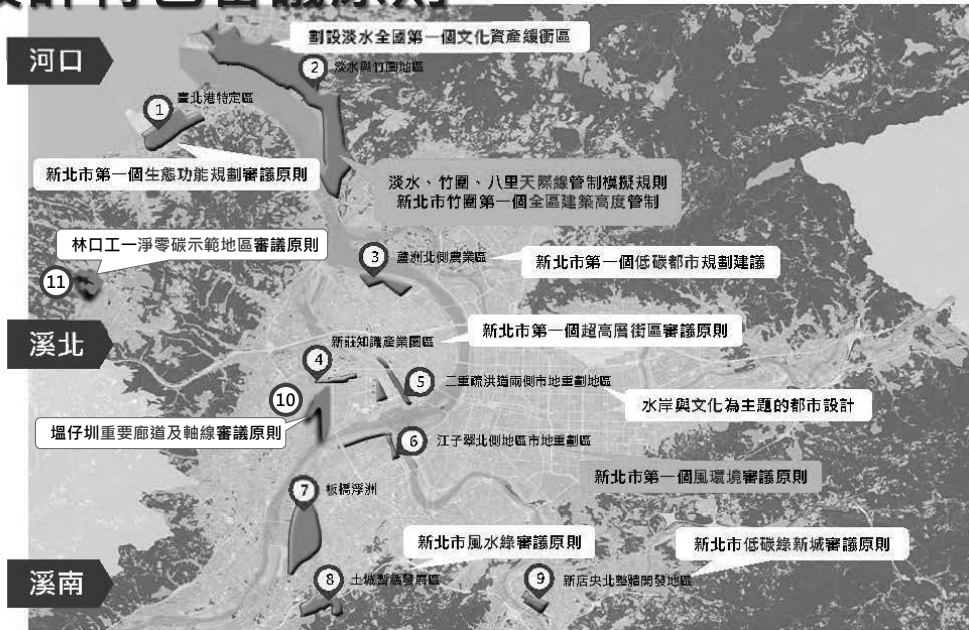 設計特色審議原則
河口
劃設淡水全國第一個文化資產緩衝區
2 淡水與竹圍地區
1 臺北港特定區
新北市第一個生態功能規劃審議原則
淡水、竹圍、八里天際線管制模擬規則
新北市竹圍第一個全區建築高度管制
林口工一淨零碳示範地區審議原則
11
3 蘆洲北側農業區
新北市第一個低碳都市規劃建議
溪北
新北市第一個超高層街區審議原則
4 新莊知識產業園區
5 二重疏洪道兩側市地重劃地區
水岸與文化為主題的都市設計
10
塭仔圳重要廊道及軸線審議原則
6 江子翠北側地區市地重劃區
新北市第一個風環境審議原則
7 板橋浮洲
新北市風水綠審議原則
新北市低碳綠新城審議原則
溪南
8 土城暫緩發展區
9 新店央北整體開發地區